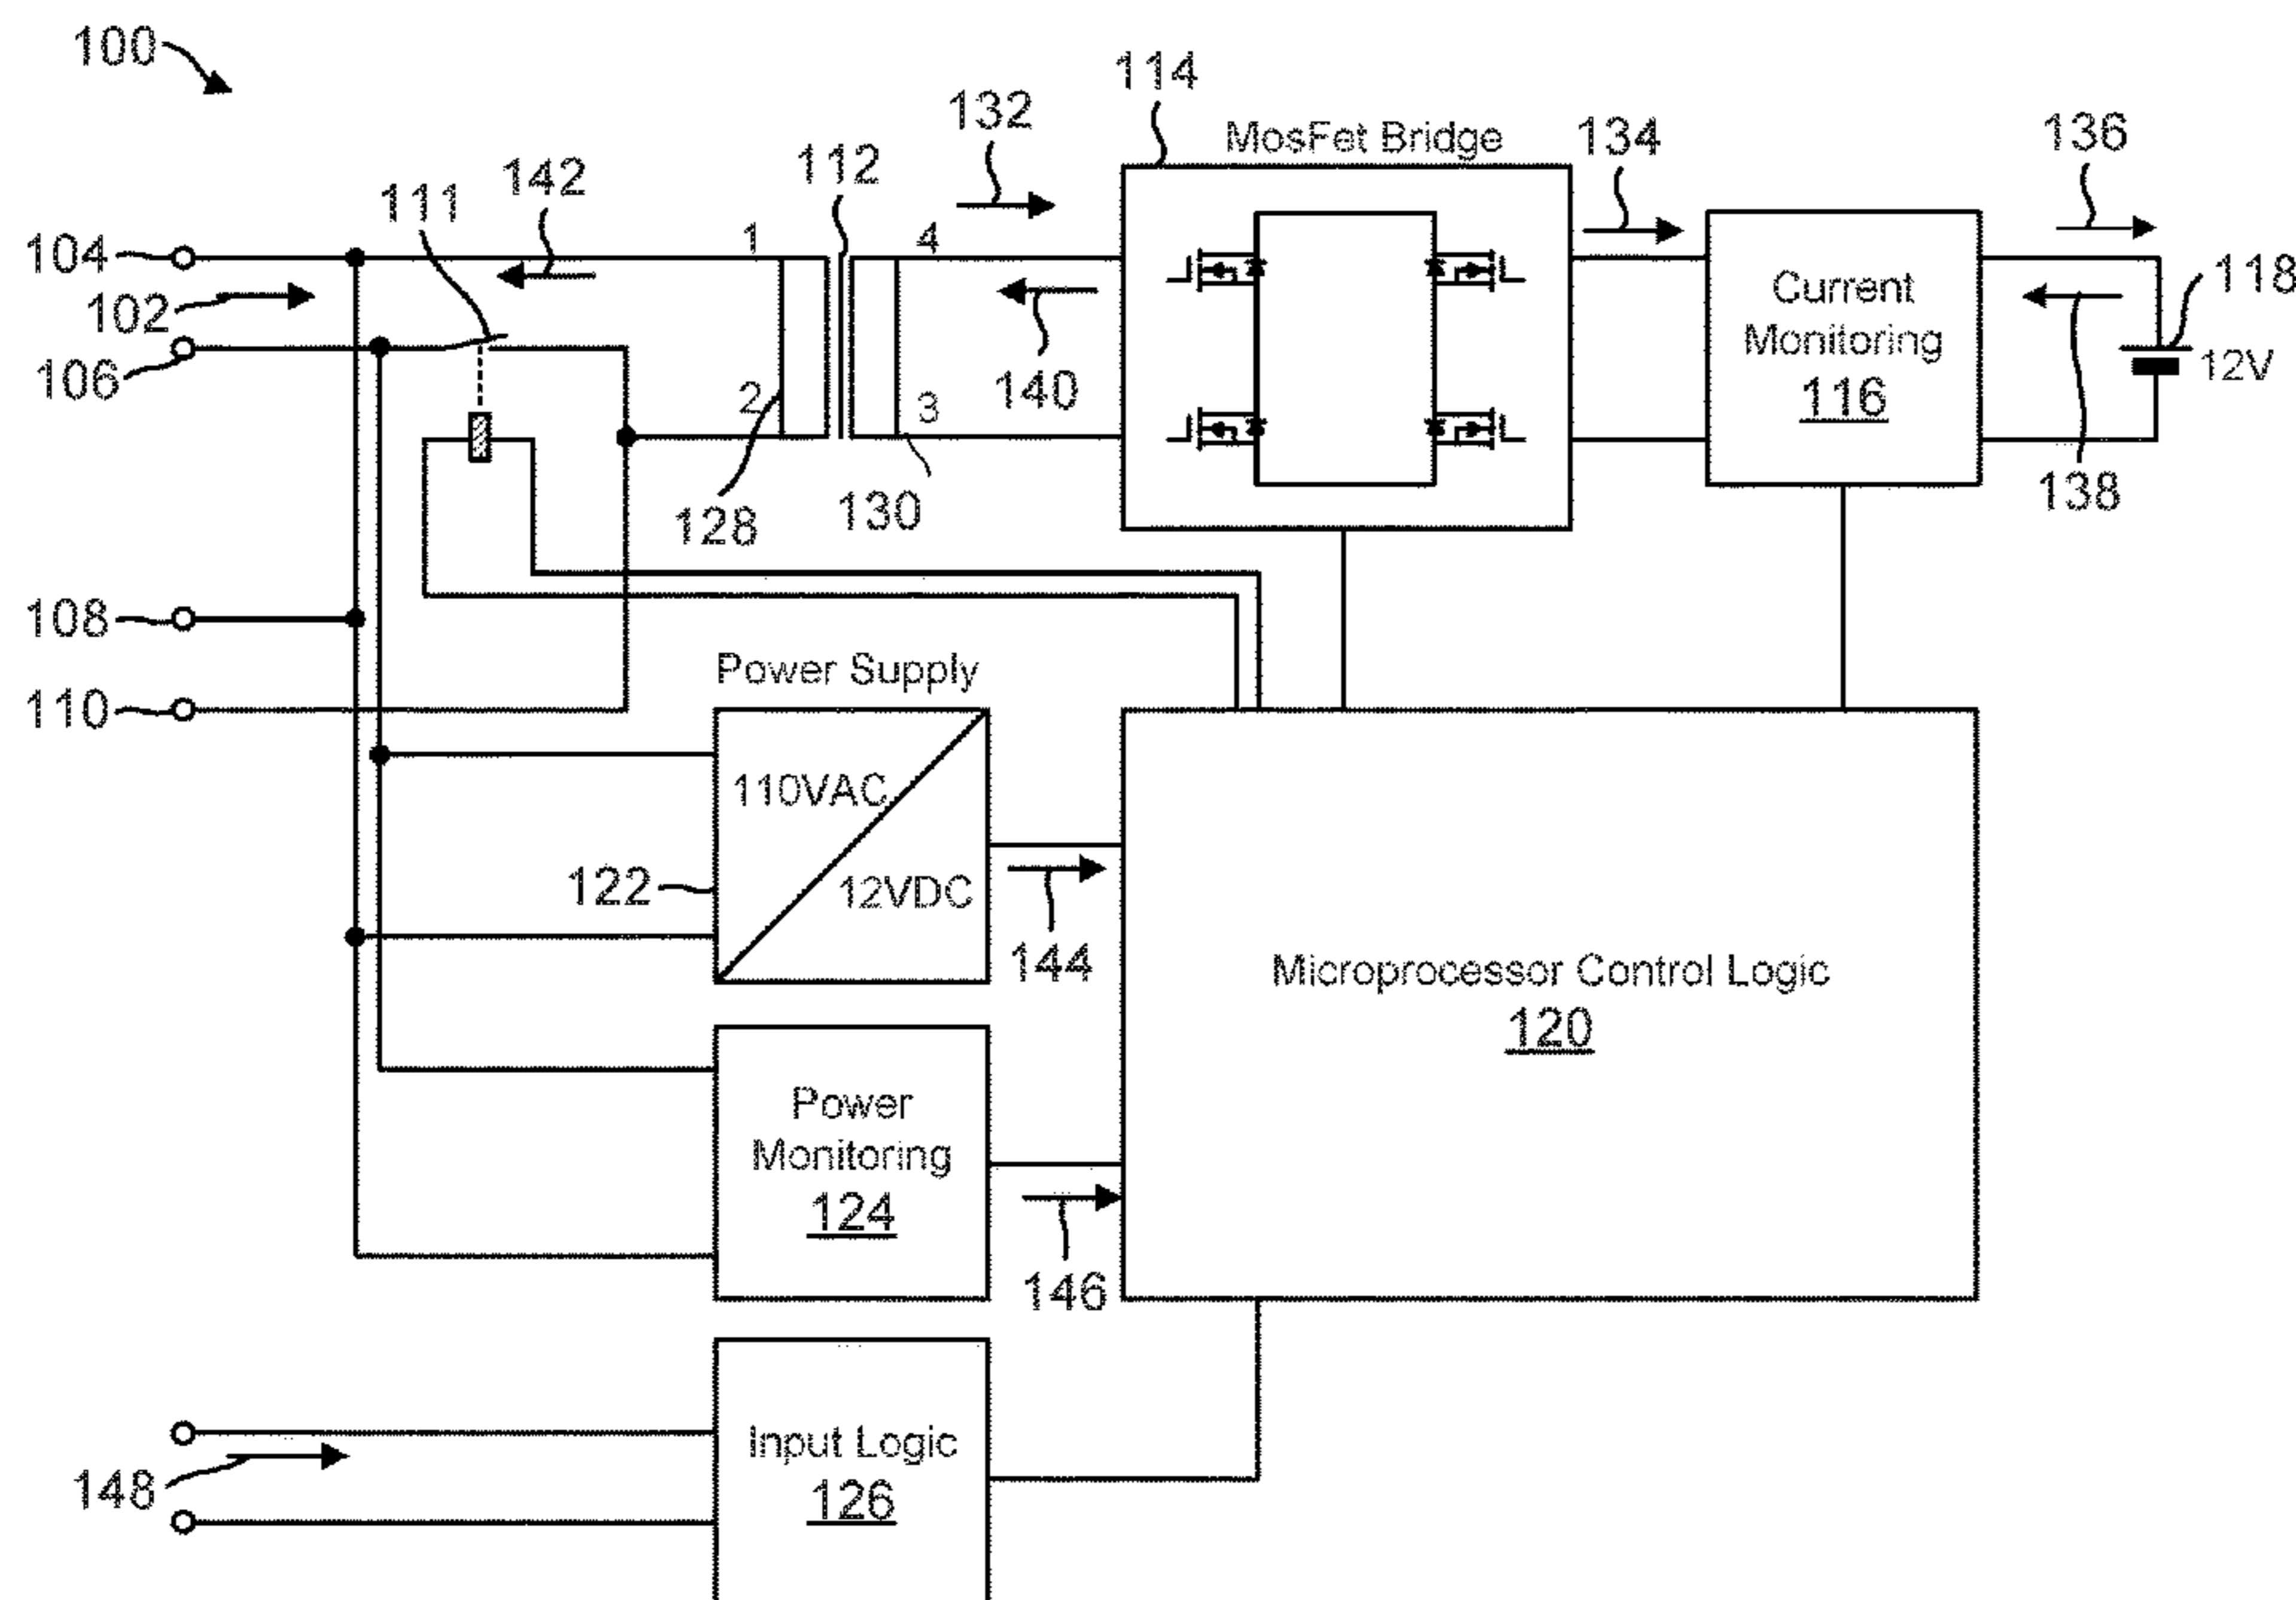 100
114
MosFet Bridge
132
134
136
112
142
111
104
1
4
102
106
118
12V
Current
Monitoring
116
140
2
3
128
130
138
108
Power Supply
110
110VAC
12VDC
122
144
Microprocessor Control Logic
120
Power
Monitoring
124
146
Input Logic
126
148